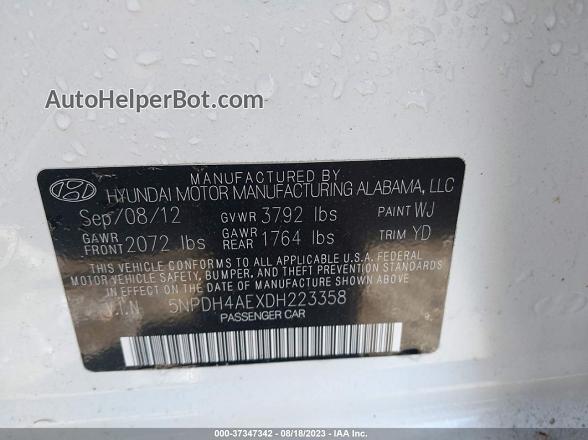 AutoHelperBot.com
MANUFACTURED BY
HYUNDAI MOTOR MANUFACTURING ALABAMA, LLC
Sep/08/12 GVWR 3792 lbs PAINT WJ
GAWR FRONT 2072 lbs GAWR REAR 1764 lbs TRIM YD
THIS VEHICLE CONFORMS TO ALL APPLICABLE U.S.A. FEDERAL
MOTOR VEHICLE SAFETY, BUMPER, AND THEFT PREVENTION STANDARDS
IN EFFECT ON THE DATE OF MANUFACTURE SHOWN ABOVE.
V.I.N 5NPDH4AEXDH223358
PASSENGER CAR
000-37347342 - 08/18/2023 - IAA Inc.